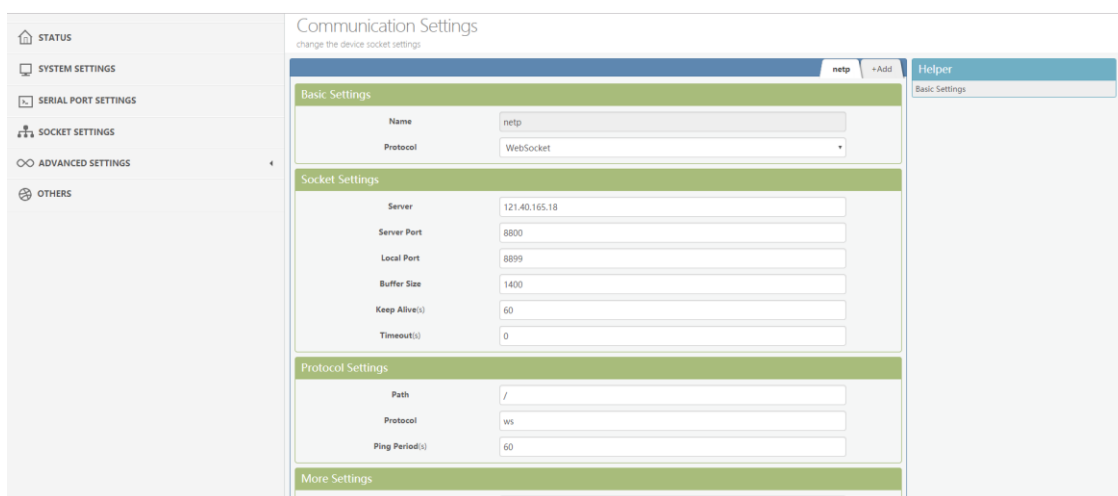 STATUS
SYSTEM SETTINGS
SERIAL PORT SETTINGS
SOCKET SETTINGS
ADVANCED SETTINGS
OTHERS
Communication Settings
change the device socket settings
netp
+Add
Basic Settings
Name netp
Protocol WebSocket
Socket Settings
Server 121.40.165.18
Server Port 8800
Local Port 8899
Buffer Size 1400
Keep Alive(s) 60
Timeout(s) 0
Protocol Settings
Path /
Protocol ws
Ping Period(s) 60
More Settings
Helper
Basic Settings